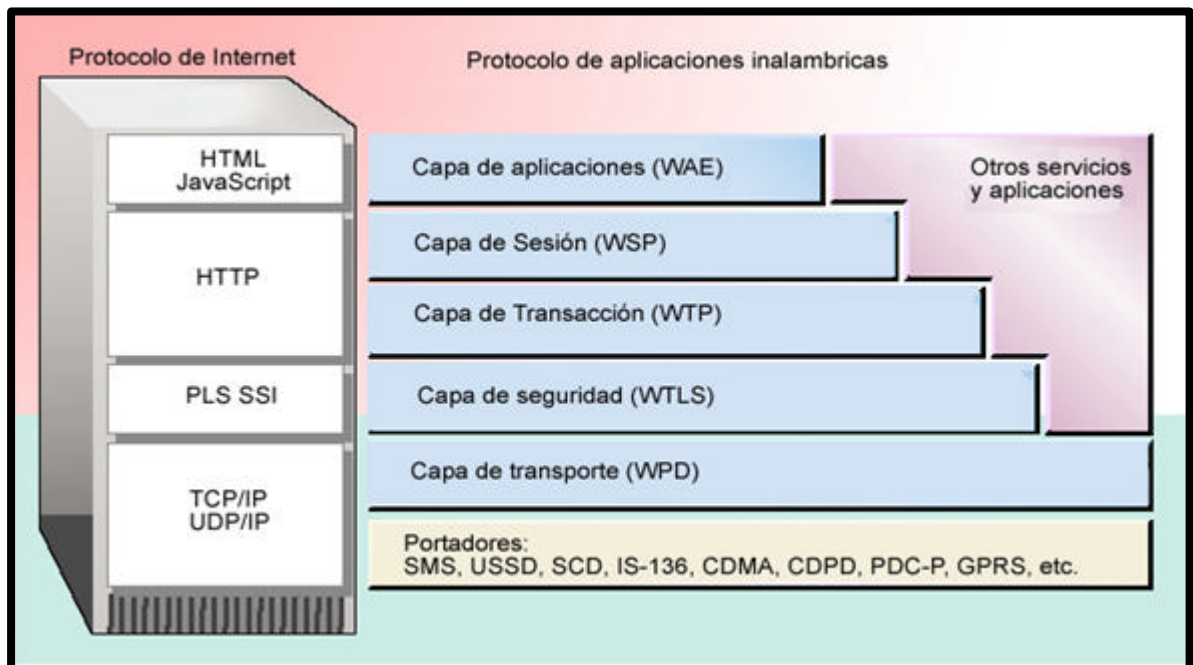 Protocolo de Internet
Protocolo de aplicaciones inalambricas
HTML
JavaScript
HTTP
PLS SSI
TCP/IP
UDP/IP
Capa de aplicaciones (WAE)
Capa de Sesión (WSP)
Capa de Transacción (WTP)
Capa de seguridad (WTLS)
Capa de transporte (WPD)
Otros servicios
y aplicaciones
Portadores:
SMS, USSD, SCD, IS-136, CDMA, CDPD, PDC-P, GPRS, etc.